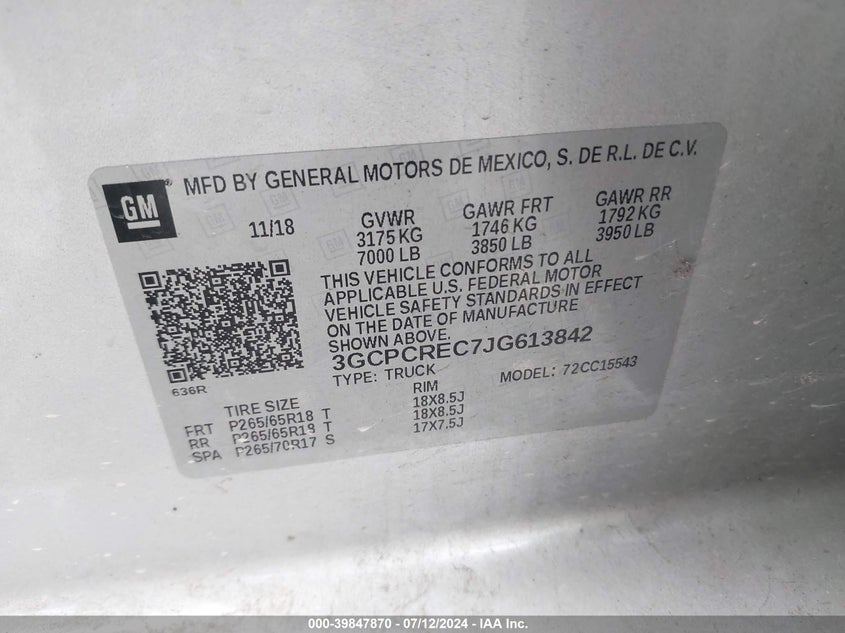 GM
MFD BY GENERAL MOTORS DE MEXICO, S. DE R.L. DE C.V.
11/18
GVWR
3175 KG
7000 LB
GAWR FRT
1746 KG
3850 LB
GAWR RR
1792 KG
3950 LB
THIS VEHICLE CONFORMS TO ALL
APPLICABLE U.S. FEDERAL MOTOR
VEHICLE SAFETY STANDARDS IN EFFECT
ON THE DATE OF MANUFACTURE
SHOWN ABOVE.
3GCPCREC7JG613842
TYPE: TRUCK MODEL: 72CC15543
636R
TIRE SIZE RIM
FRT P265/65R18 T 18X8.5J
RR P265/65R18 T 18X8.5J
SPA P265/70R17 S 17X7.5J
000-39847870 / 07/12/2024 - IAA Inc.